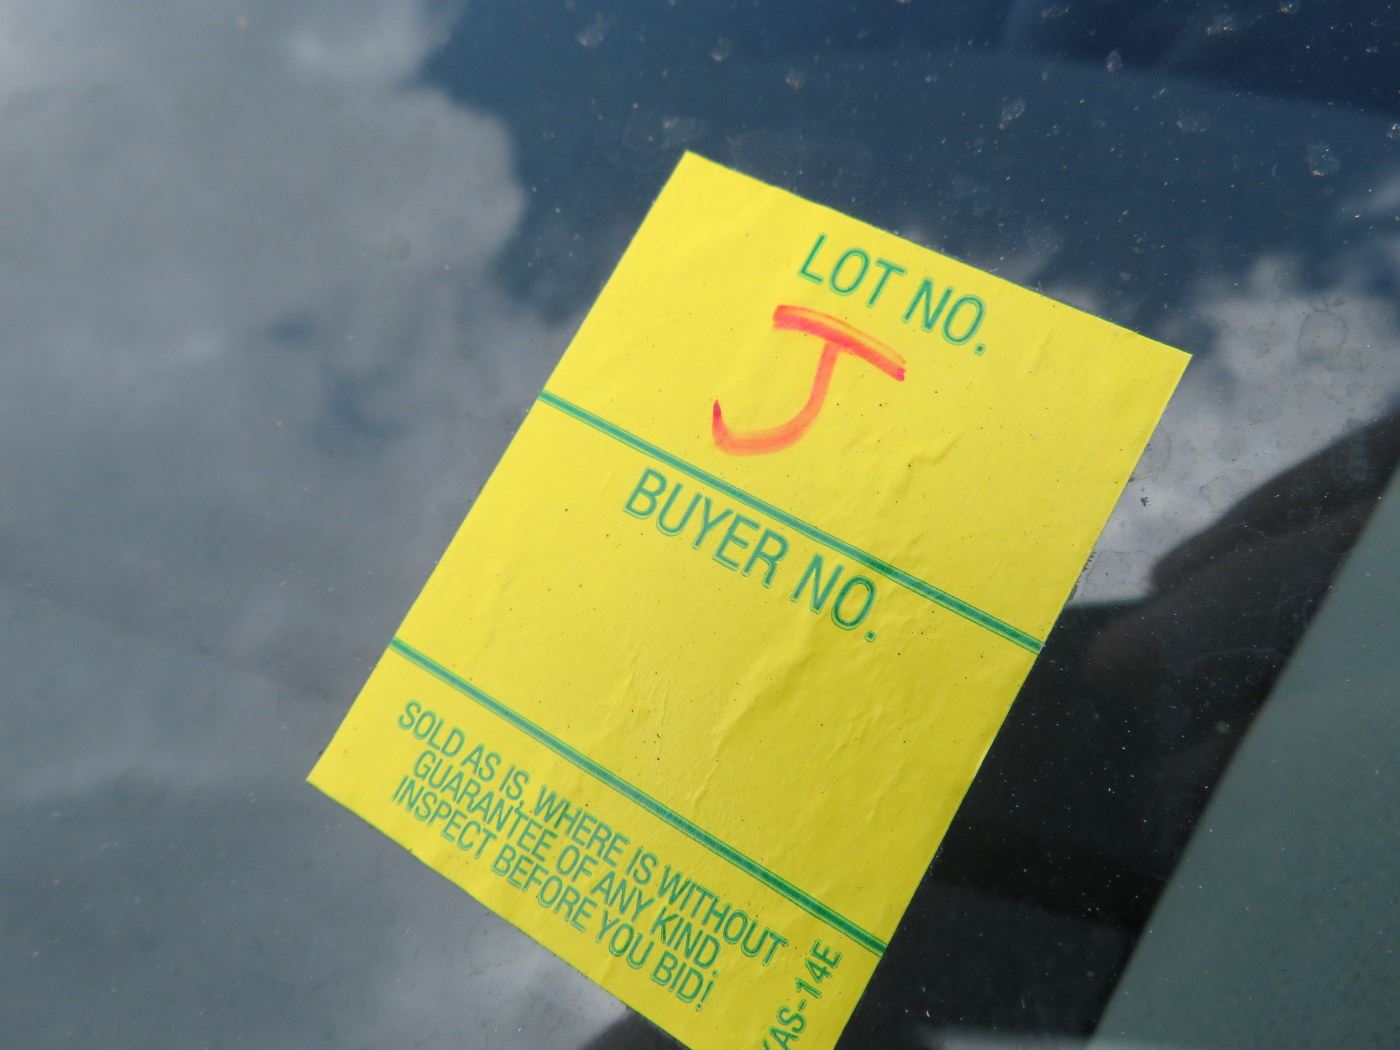 LOT NO.
J
BUYER NO.
SOLD AS IS, WHERE IS WITHOUT
GUARANTEE OF ANY KIND
INSPECT BEFORE YOU BID!
AS-14E